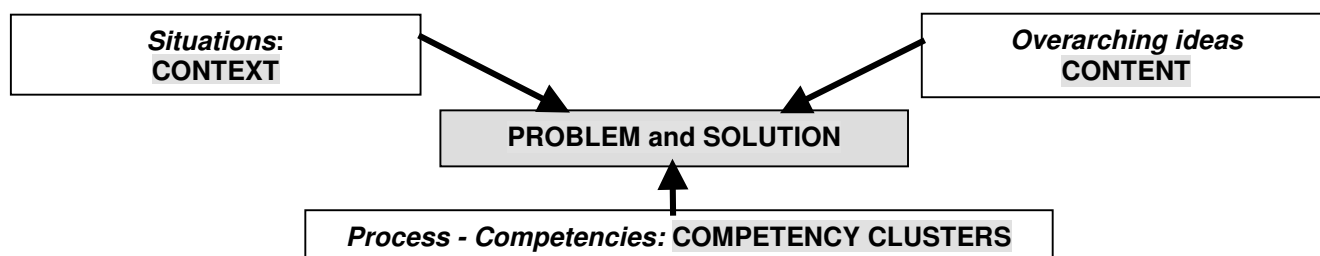 Situations:
CONTEXT
Overarching ideas
CONTENT
PROBLEM and SOLUTION
Process - Competencies: COMPETENCY CLUSTERS